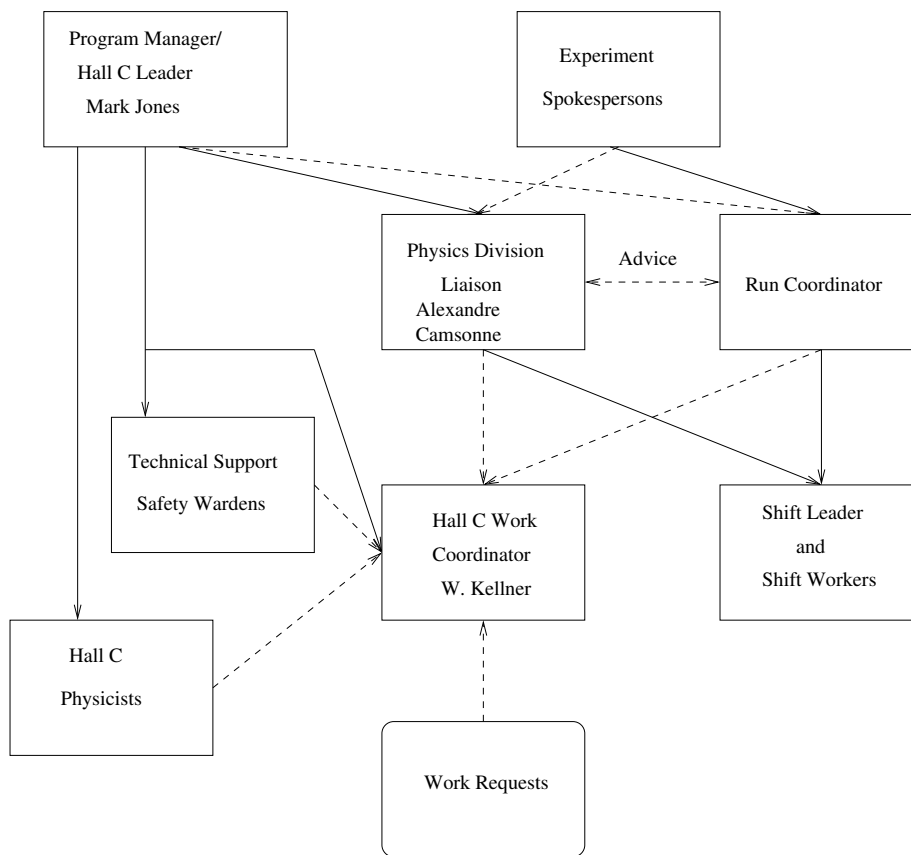 Program Manager/
Hall C Leader
Mark Jones
Experiment
Spokespersons
Physics Division
Liaison
Alexandre
Camsonne
Advice
Run Coordinator
Technical Support
Safety Wardens
Hall C Work
Coordinator
W. Kellner
Shift Leader
and
Shift Workers
Hall C
Physicists
Work Requests